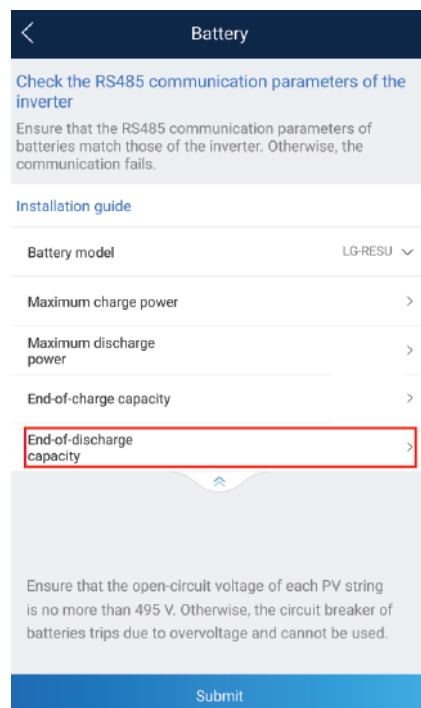 Battery
Check the RS485 communication parameters of the
inverter
Ensure that the RS485 communication parameters of
batteries match those of the inverter. Otherwise, the
communication fails.
Installation guide
Battery model LG-RESU
Maximum charge power
Maximum discharge
power
End-of-charge capacity
End-of-discharge
capacity
Ensure that the open-circuit voltage of each PV string
is no more than 495 V. Otherwise, the circuit breaker of
batteries trips due to overvoltage and cannot be used.
Submit